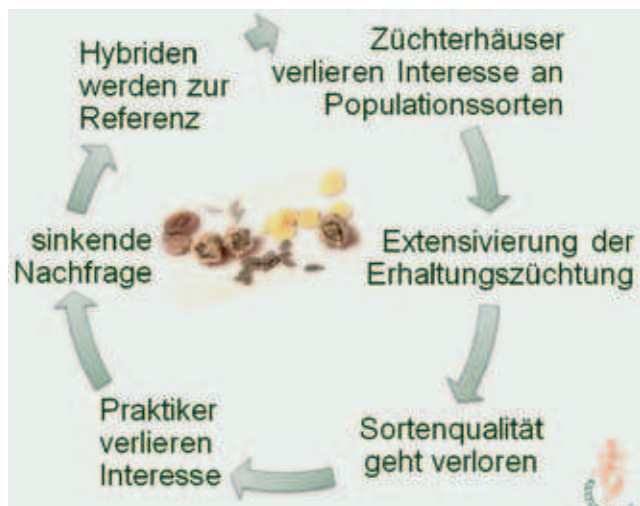 Hybriden
werden zur
Referenz
Züchterhäuser
verlieren Interesse an
Populationssorten
Extensivierung der
Erhaltungszüchtung
Sortenqualität
geht verloren
Praktiker
verlieren
Interesse
sinkende
Nachfrage